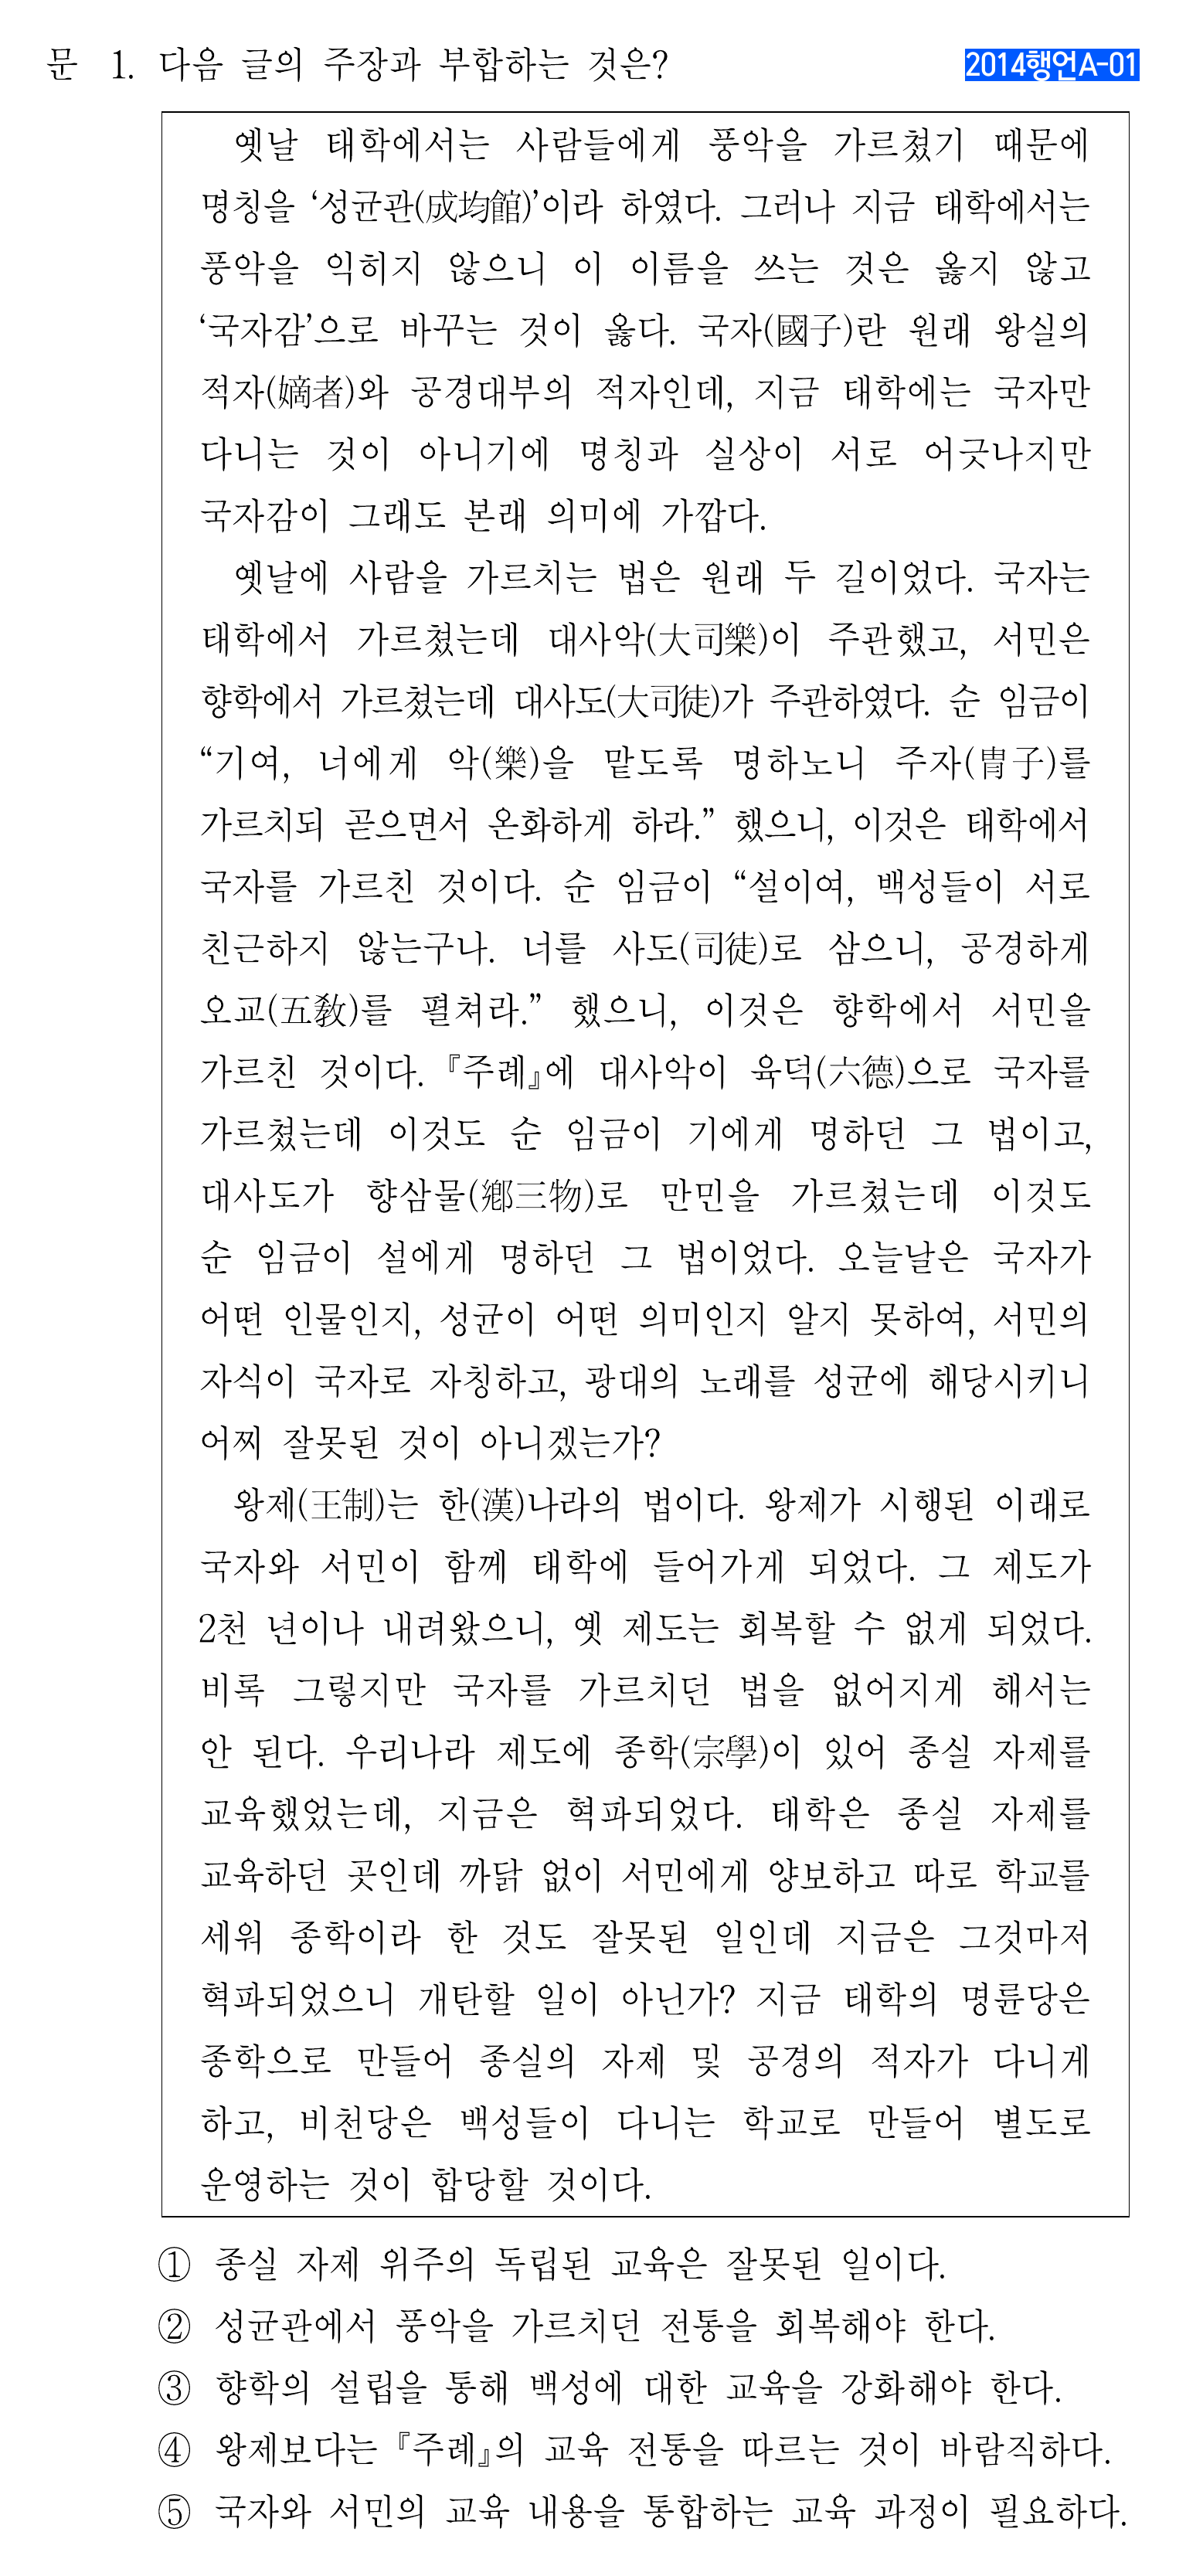 문 1. 다음 글의 주장과 부합하는 것은?
2014행언A-01
옛날 태학에서는 사람들에게 풍악을 가르쳤기 때문에
명칭을 ‘성균관(成均館)’이라 하였다. 그러나 지금 태학에서는
풍악을 익히지 않으니 이 이름을 쓰는 것은 옳지 않고
‘국자감’으로 바꾸는 것이 옳다. 국자(國子)란 원래 왕실의
적자(嫡者)와 공경대부의 적자인데, 지금 태학에는 국자만
다니는 것이 아니기에 명칭과 실상이 서로 어긋나지만
국자감이 그래도 본래 의미에 가깝다.
옛날에 사람을 가르치는 법은 원래 두 길이었다. 국자는
태학에서 가르쳤는데 대사악(大司樂)이 주관했고, 서민은
향학에서 가르쳤는데 대사도(大司徒)가 주관하였다. 순 임금이
“기여, 너에게 악(樂)을 맡도록 명하노니 주자(胄子)를
가르치되 곧으면서 온화하게 하라.” 했으니, 이것은 태학에서
국자를 가르친 것이다. 순 임금이 “설이여, 백성들이 서로
친근하지 않는구나. 너를 사도(司徒)로 삼으니, 공경하게
오교(五敎)를 펼쳐라.” 했으니, 이것은 향학에서 서민을
가르친 것이다. 『주례』에 대사악이 육덕(六德)으로 국자를
가르쳤는데 이것도 순 임금이 기에게 명하던 그 법이고,
대사도가 향삼물(鄕三物)로 만민을 가르쳤는데 이것도
순 임금이 설에게 명하던 그 법이었다. 오늘날은 국자가
어떤 인물인지, 성균이 어떤 의미인지 알지 못하여, 서민의
자식이 국자로 자칭하고, 광대의 노래를 성균에 해당시키니
어찌 잘못된 것이 아니겠는가?
왕제(王制)는 한(漢)나라의 법이다. 왕제가 시행된 이래로
국자와 서민이 함께 태학에 들어가게 되었다. 그 제도가
2천 년이나 내려왔으니, 옛 제도는 회복할 수 없게 되었다.
비록 그렇지만 국자를 가르치던 법을 없어지게 해서는
안 된다. 우리나라 제도에 종학(宗學)이 있어 종실 자제를
교육했었는데, 지금은 혁파되었다. 태학은 종실 자제를
교육하던 곳인데 까닭 없이 서민에게 양보하고 따로 학교를
세워 종학이라 한 것도 잘못된 일인데 지금은 그것마저
혁파되었으니 개탄할 일이 아닌가? 지금 태학의 명륜당은
종학으로 만들어 종실의 자제 및 공경의 적자가 다니게
하고, 비천당은 백성들이 다니는 학교로 만들어 별도로
운영하는 것이 합당할 것이다.
① 종실 자제 위주의 독립된 교육은 잘못된 일이다.
② 성균관에서 풍악을 가르치던 전통을 회복해야 한다.
③ 향학의 설립을 통해 백성에 대한 교육을 강화해야 한다.
④ 왕제보다는 『주례』의 교육 전통을 따르는 것이 바람직하다.
⑤ 국자와 서민의 교육 내용을 통합하는 교육 과정이 필요하다.